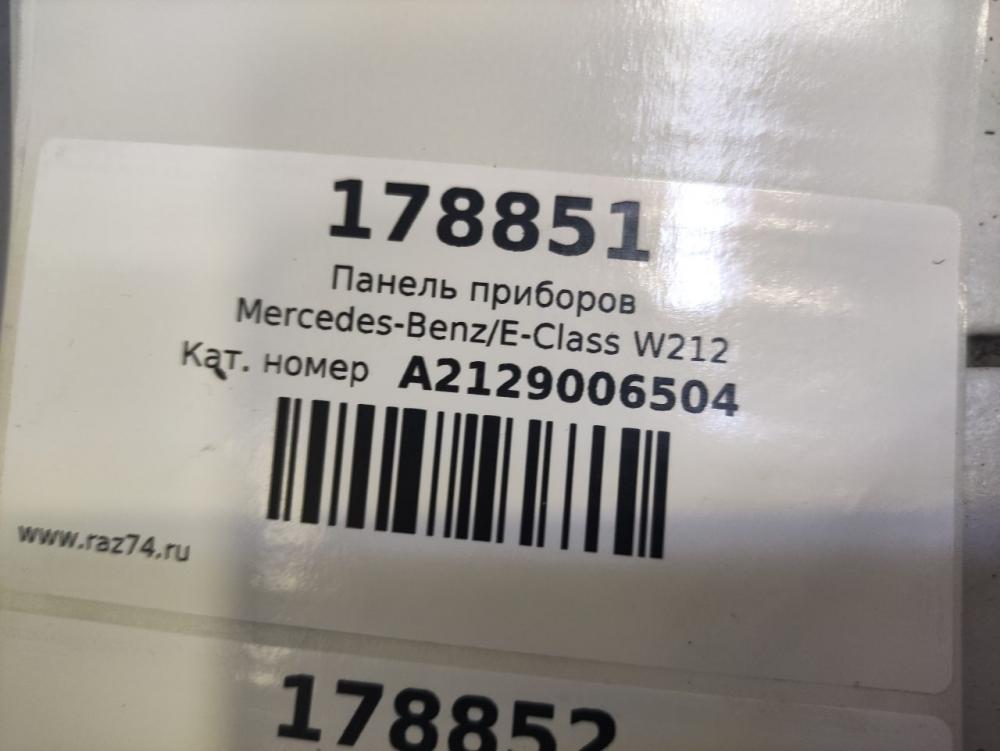 178851
Панель приборов
Mercedes-Benz/E-Class W212
Кат. номер A2129006504
www.raz74.ru
178852